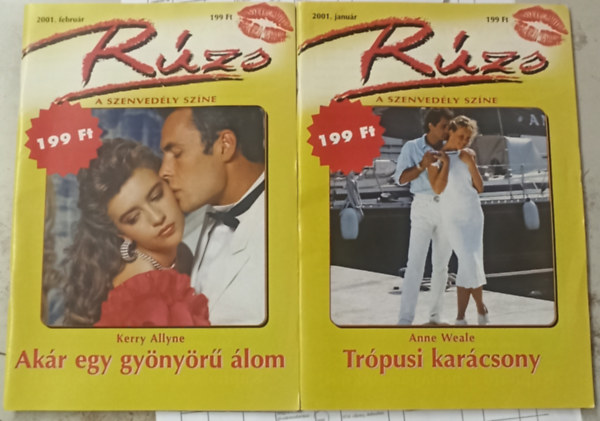 2001. február
199 Ft
Rúzs
A SZENVEDÉLY SZÍNE
199 Ft
Kerry Allyne
Akár egy gyönyörű álom
2001. január
199 Ft
Rúzs
A SZENVEDÉLY SZÍNE
199 Ft
Anne Weale
Trópusi karácsony